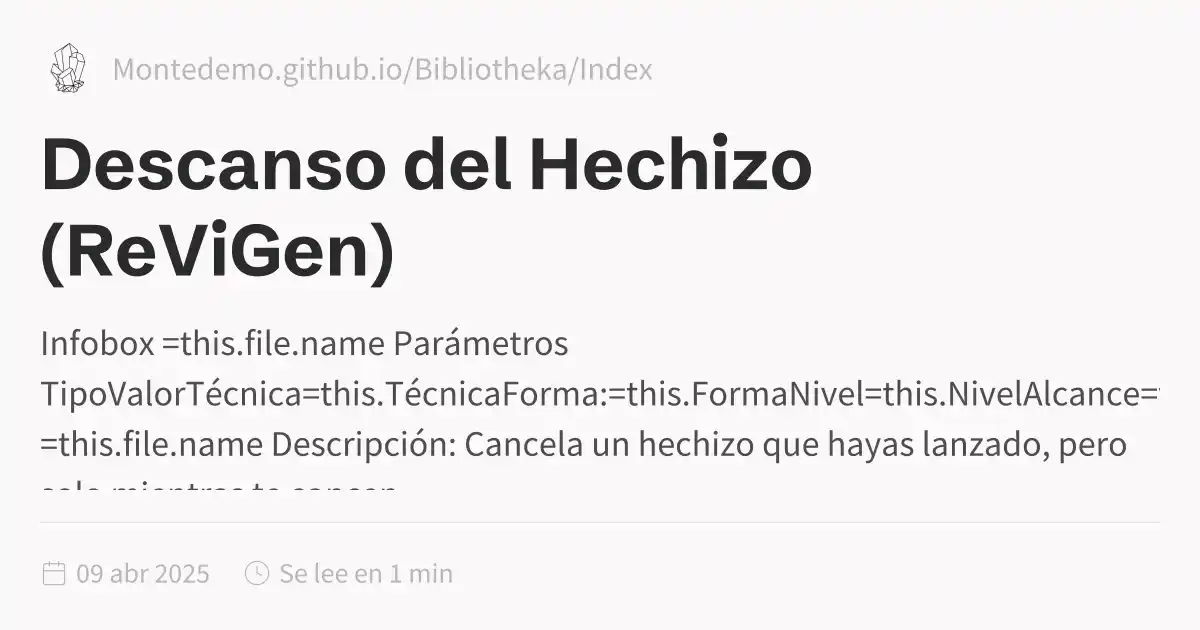 Montedemo.github.io/Bibliotheka/Index
Descanso del Hechizo
(ReViGen)
Infobox =this.file.name Parámetros
TipoValorTécnica=this.TécnicaForma:=this.FormaNivel=this.NivelAlcance=
=this.file.name Descripción: Cancela un hechizo que hayas lanzado, pero
09 abr 2025
Se lee en 1 min